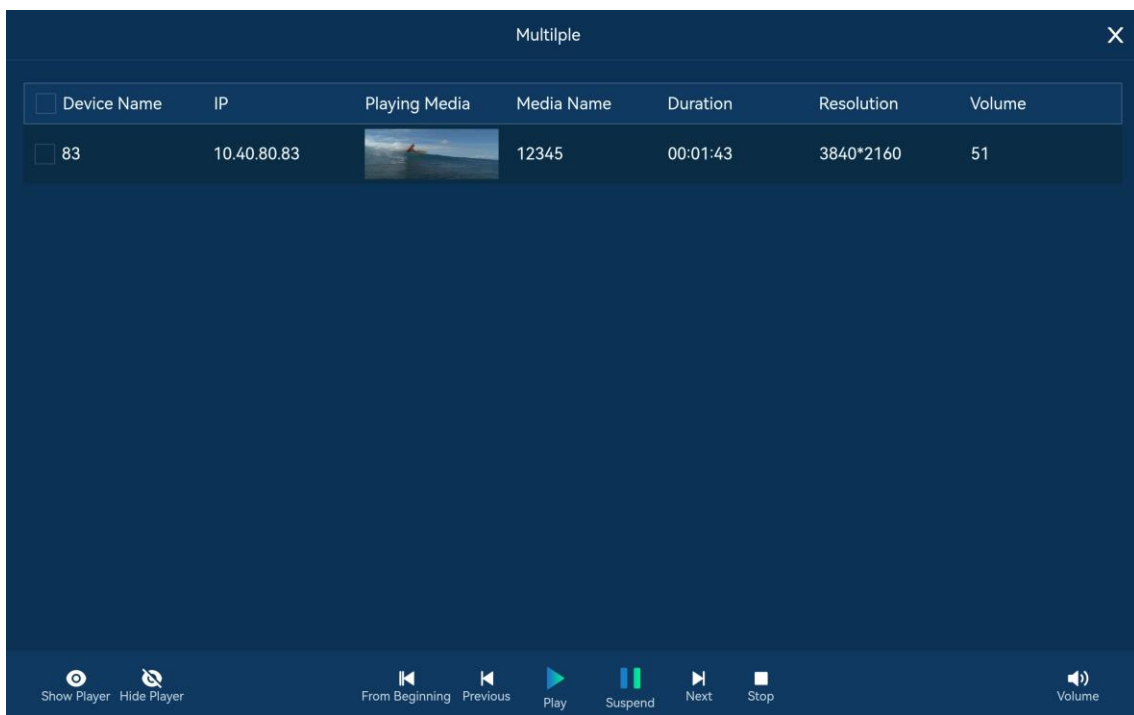 Multilple
X
Device Name IP Playing Media Media Name Duration Resolution Volume
83 10.40.80.83 12345 00:01:43 3840*2160 51
Show Player Hide Player From Beginning Previous Play Suspend Next Stop Volume